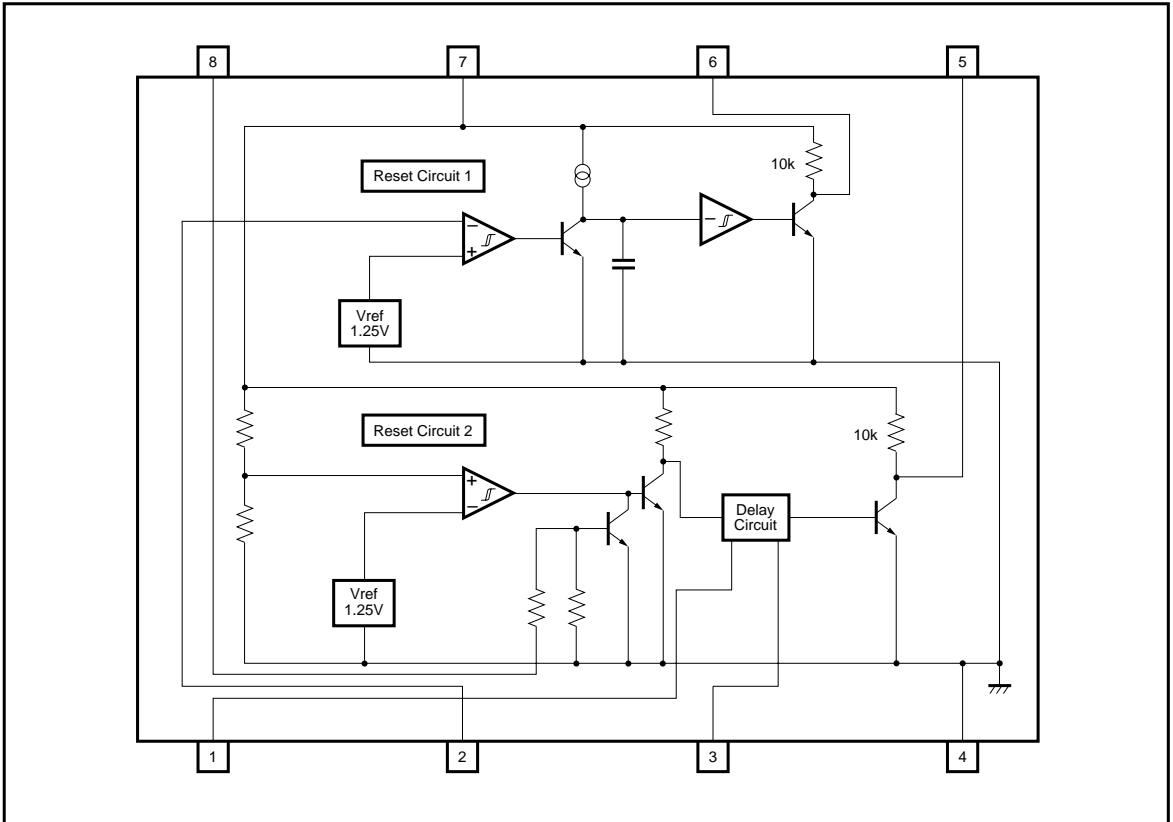 8
7
6
5
10k
Reset Circuit 1
−
+
−
Vref
1.25V
Reset Circuit 2
10k
+
−
Delay
Circuit
Vref
1.25V
1
2
3
4